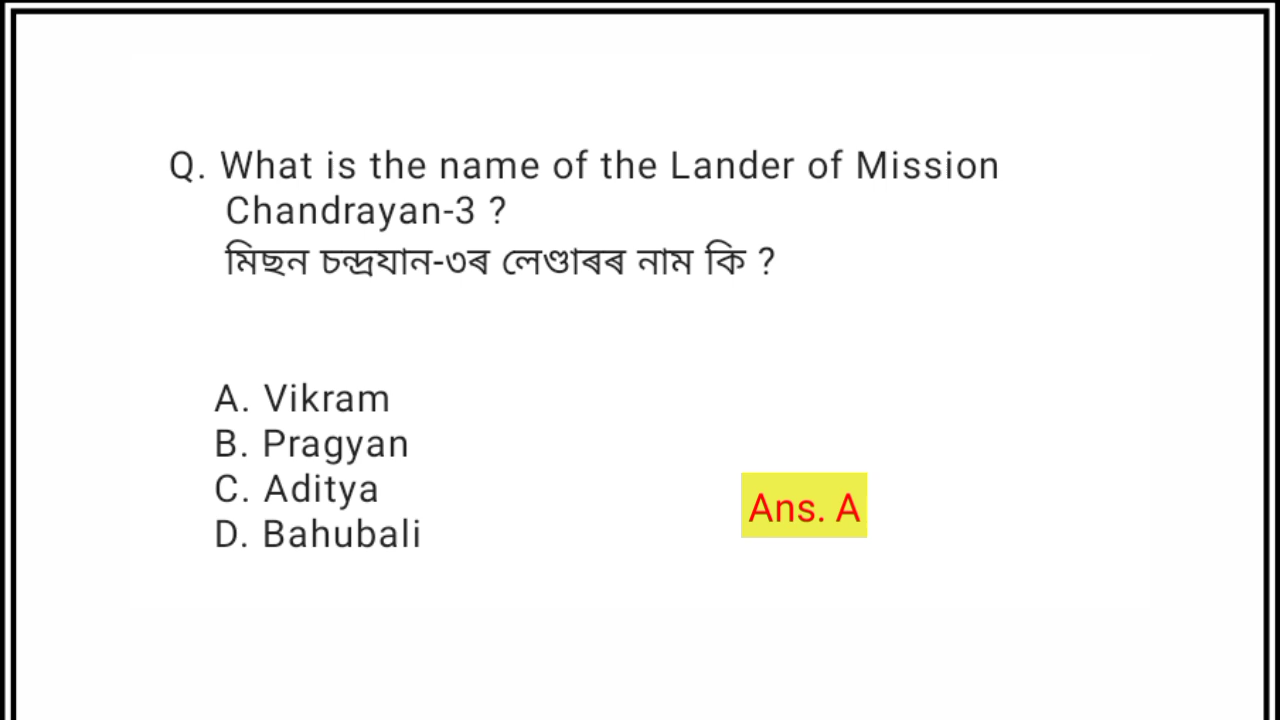 Q. What is the name of the Lander of Mission
Chandrayan-3 ?
মিছন চন্দ্ৰযান-৩ৰ লেণ্ডাৰৰ নাম কি ?
A. Vikram
B. Pragyan
C. Aditya
D. Bahubali
Ans. A